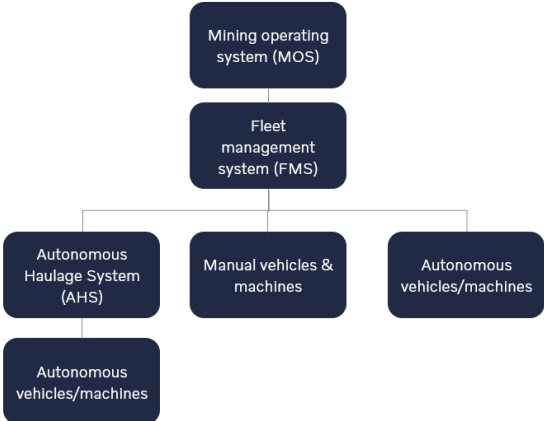 Mining operating
system (MOS)
Fleet
management
system (FMS)
Autonomous
Haulage System
(AHS)
Manual vehicles &
machines
Autonomous
vehicles/machines
Autonomous
vehicles/machines